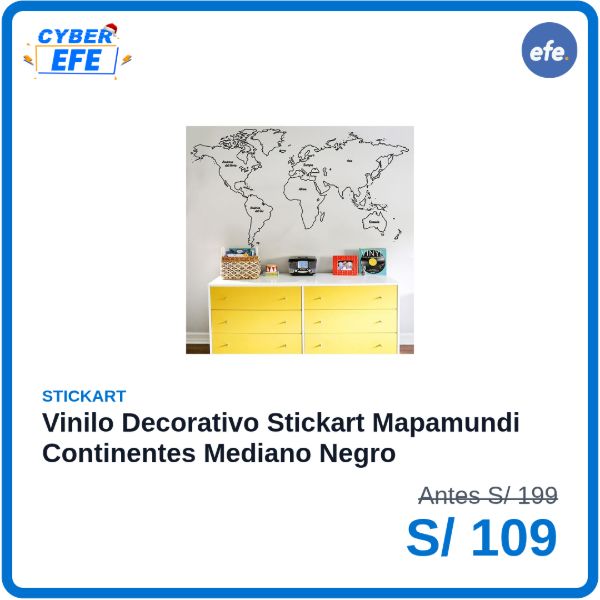 CYBER
EFE
efe.
STICKART
Vinilo Decorativo Stickart Mapamundi
Continentes Mediano Negro
Antes S/ 199
S/ 109